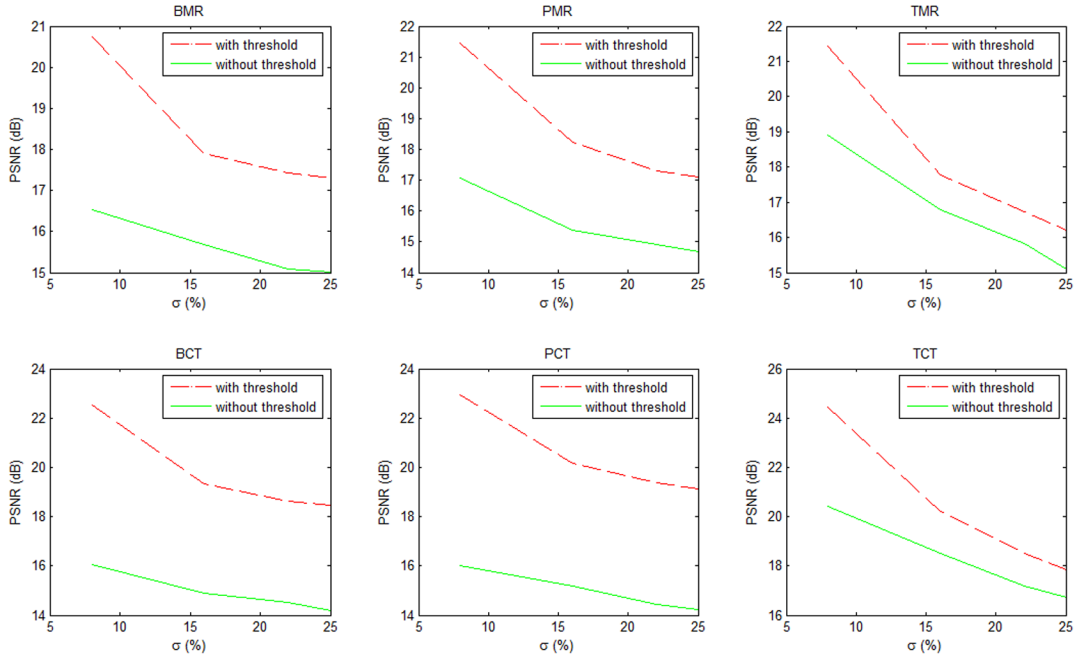 BMR
21
20
19
18
17
16
15
PSNR (dB)
with threshold
without threshold
5 10 15 20 25
σ (%)
PMR
22
21
20
19
18
17
16
15
14
PSNR (dB)
with threshold
without threshold
5 10 15 20 25
σ (%)
TMR
22
21
20
19
18
17
16
15
PSNR (dB)
with threshold
without threshold
5 10 15 20 25
σ (%)
BCT
24
22
20
18
16
14
PSNR (dB)
with threshold
without threshold
5 10 15 20 25
σ (%)
PCT
24
22
20
18
16
14
PSNR (dB)
with threshold
without threshold
5 10 15 20 25
σ (%)
TCT
26
24
22
20
18
16
14
PSNR (dB)
with threshold
without threshold
5 10 15 20 25
σ (%)